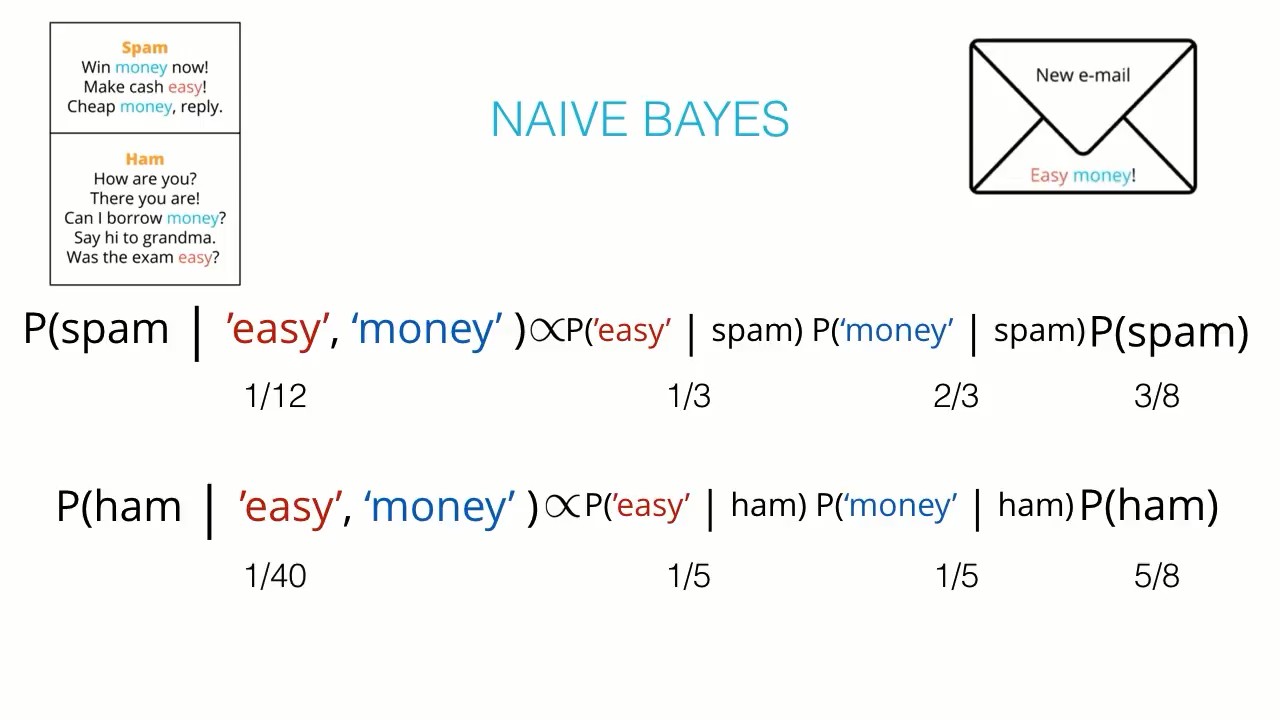 Spam
Win money now!
Make cash easy!
Cheap money, reply.
Ham
How are you?
There you are!
Can I borrow money?
Say hi to grandma.
Was the exam easy?
NAIVE BAYES
New e-mail
Easy money!
P(spam | ’easy’, ‘money’ )∝P(’easy’ | spam) P(‘money’ | spam)P(spam)
1/12 1/3 2/3 3/8
P(ham | ’easy’, ‘money’ )∝P(’easy’ | ham) P(‘money’ | ham)P(ham)
1/40 1/5 1/5 5/8